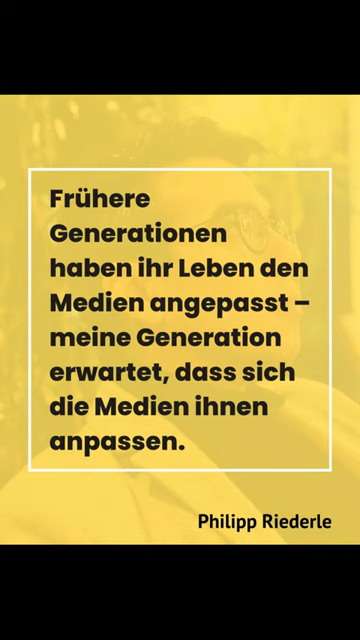 Frühere
Generationen
haben ihr Leben den
Medien angepasst –
meine Generation
erwartet, dass sich
die Medien ihnen
anpassen.
Philipp Riederle